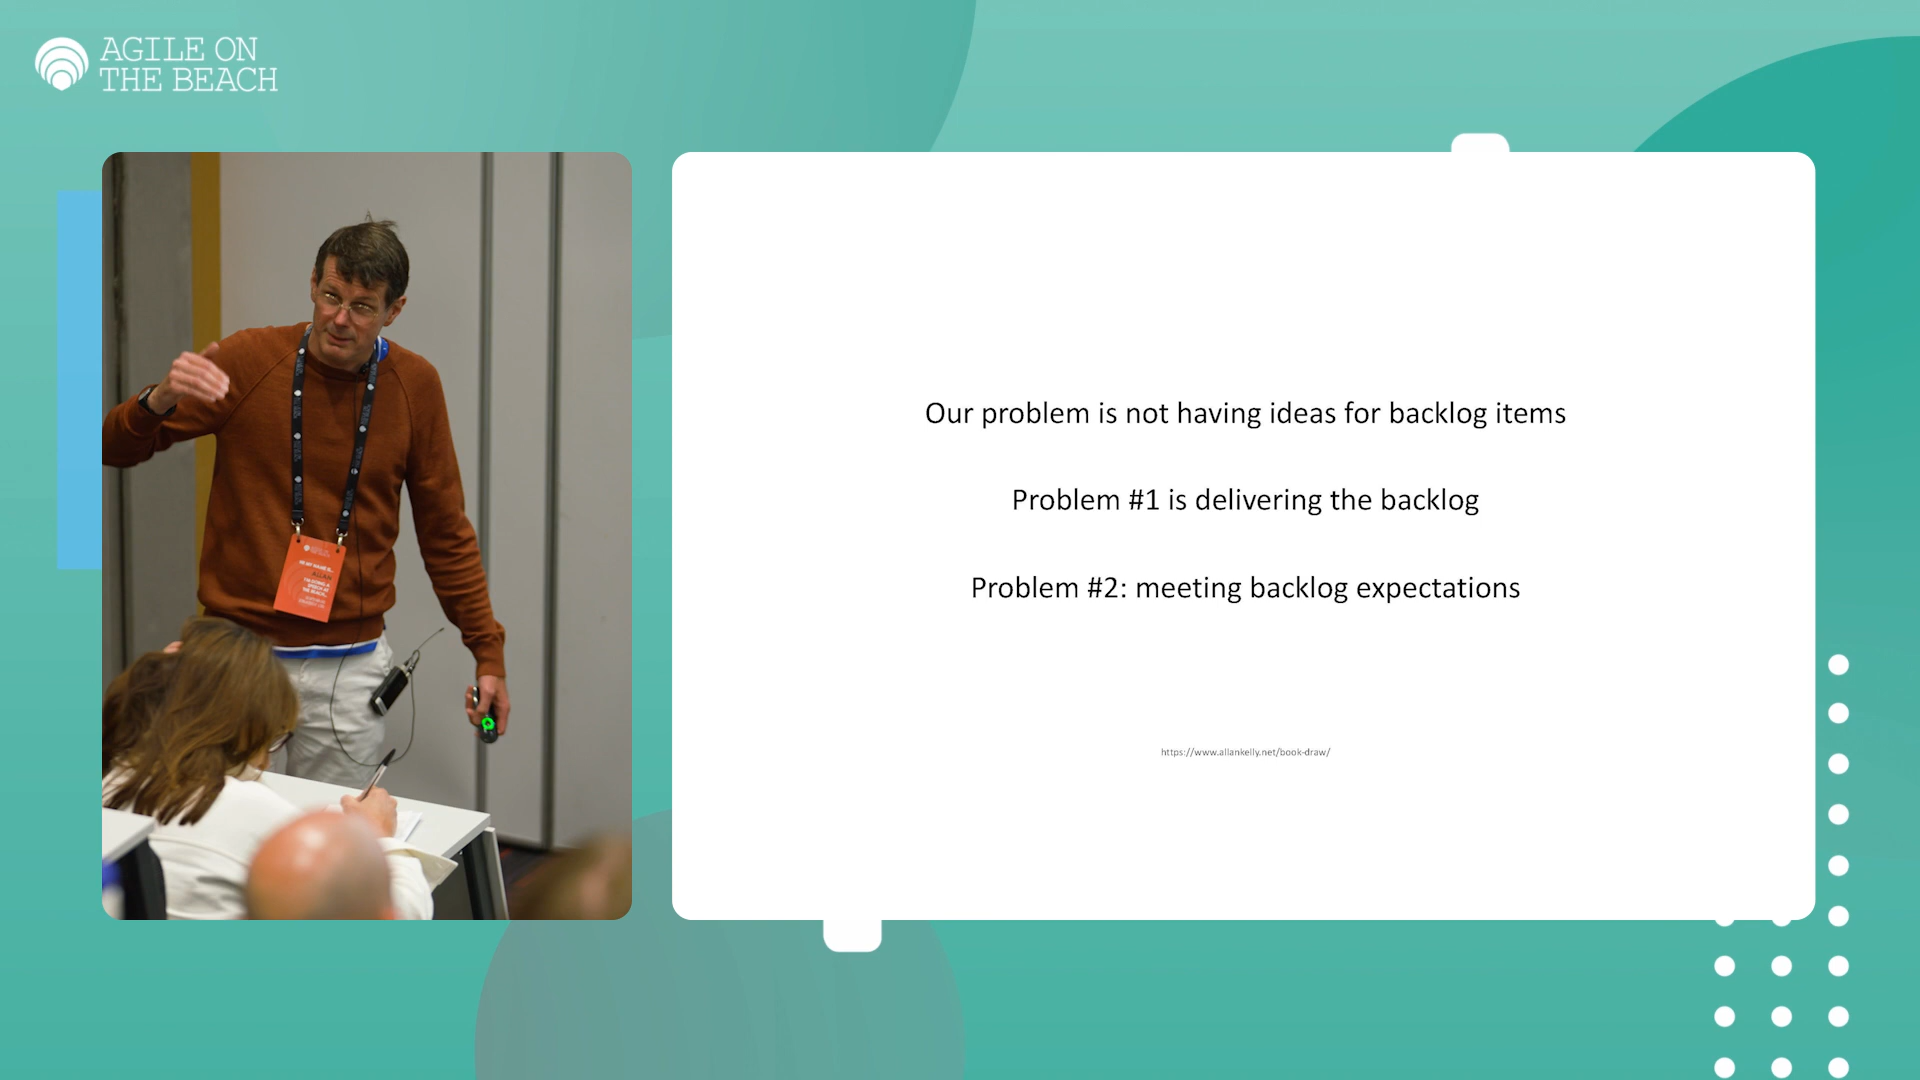 AGILE ON
THE BEACH
ALLAN
Our problem is not having ideas for backlog items
Problem #1 is delivering the backlog
Problem #2: meeting backlog expectations
https://www.allankelly.net/book-draw/